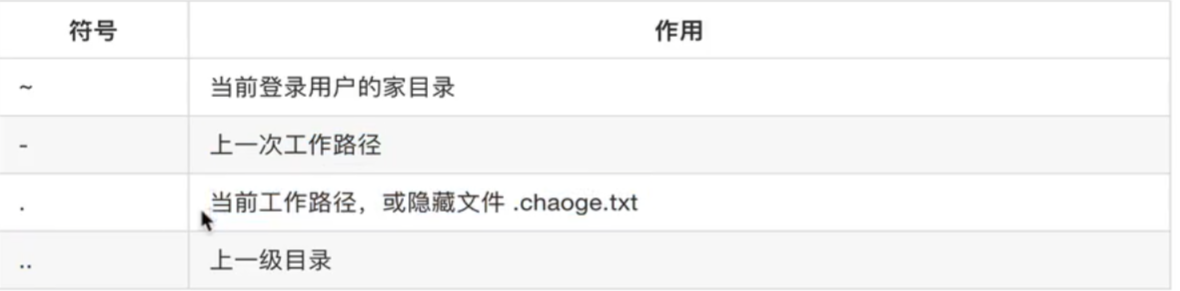 符号 作用
~ 当前登录用户的家目录
- 上一次工作路径
. 当前工作路径，或隐藏文件 .chaoge.txt
.. 上一级目录